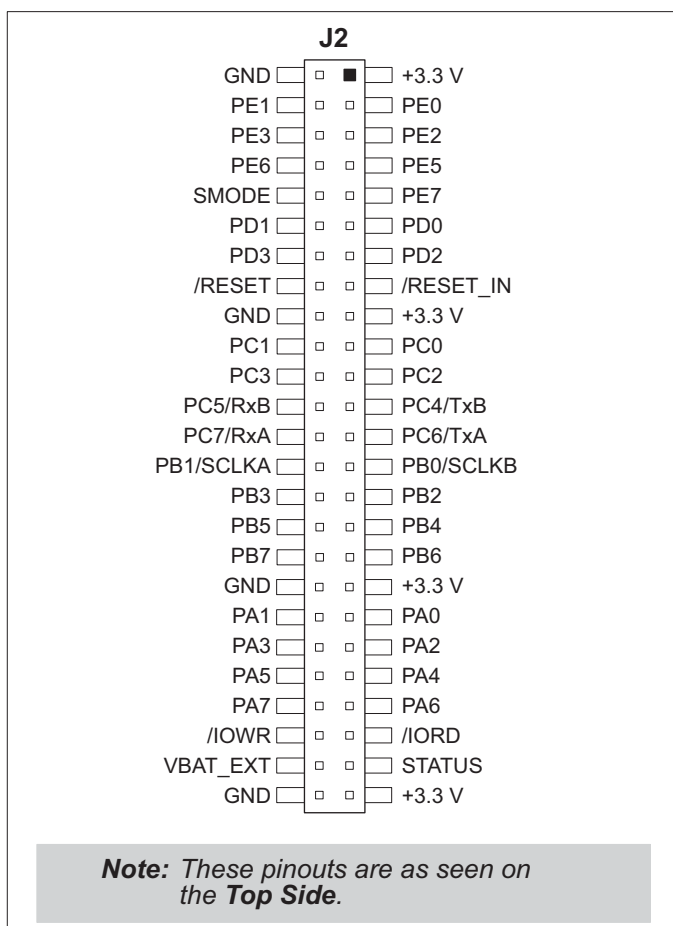 J2
GND +3.3 V
PE1 PE0
PE3 PE2
PE6 PE5
SMODE PE7
PD1 PD0
PD3 PD2
/RESET /RESET_IN
GND +3.3 V
PC1 PC0
PC3 PC2
PC5/RxB PC4/TxB
PC7/RxA PC6/TxA
PB1/SCLKA PB0/SCLKB
PB3 PB2
PB5 PB4
PB7 PB6
GND +3.3 V
PA1 PA0
PA3 PA2
PA5 PA4
PA7 PA6
/IOWR /IORD
VBAT_EXT STATUS
GND +3.3 V
Note: These pinouts are as seen on
the Top Side.